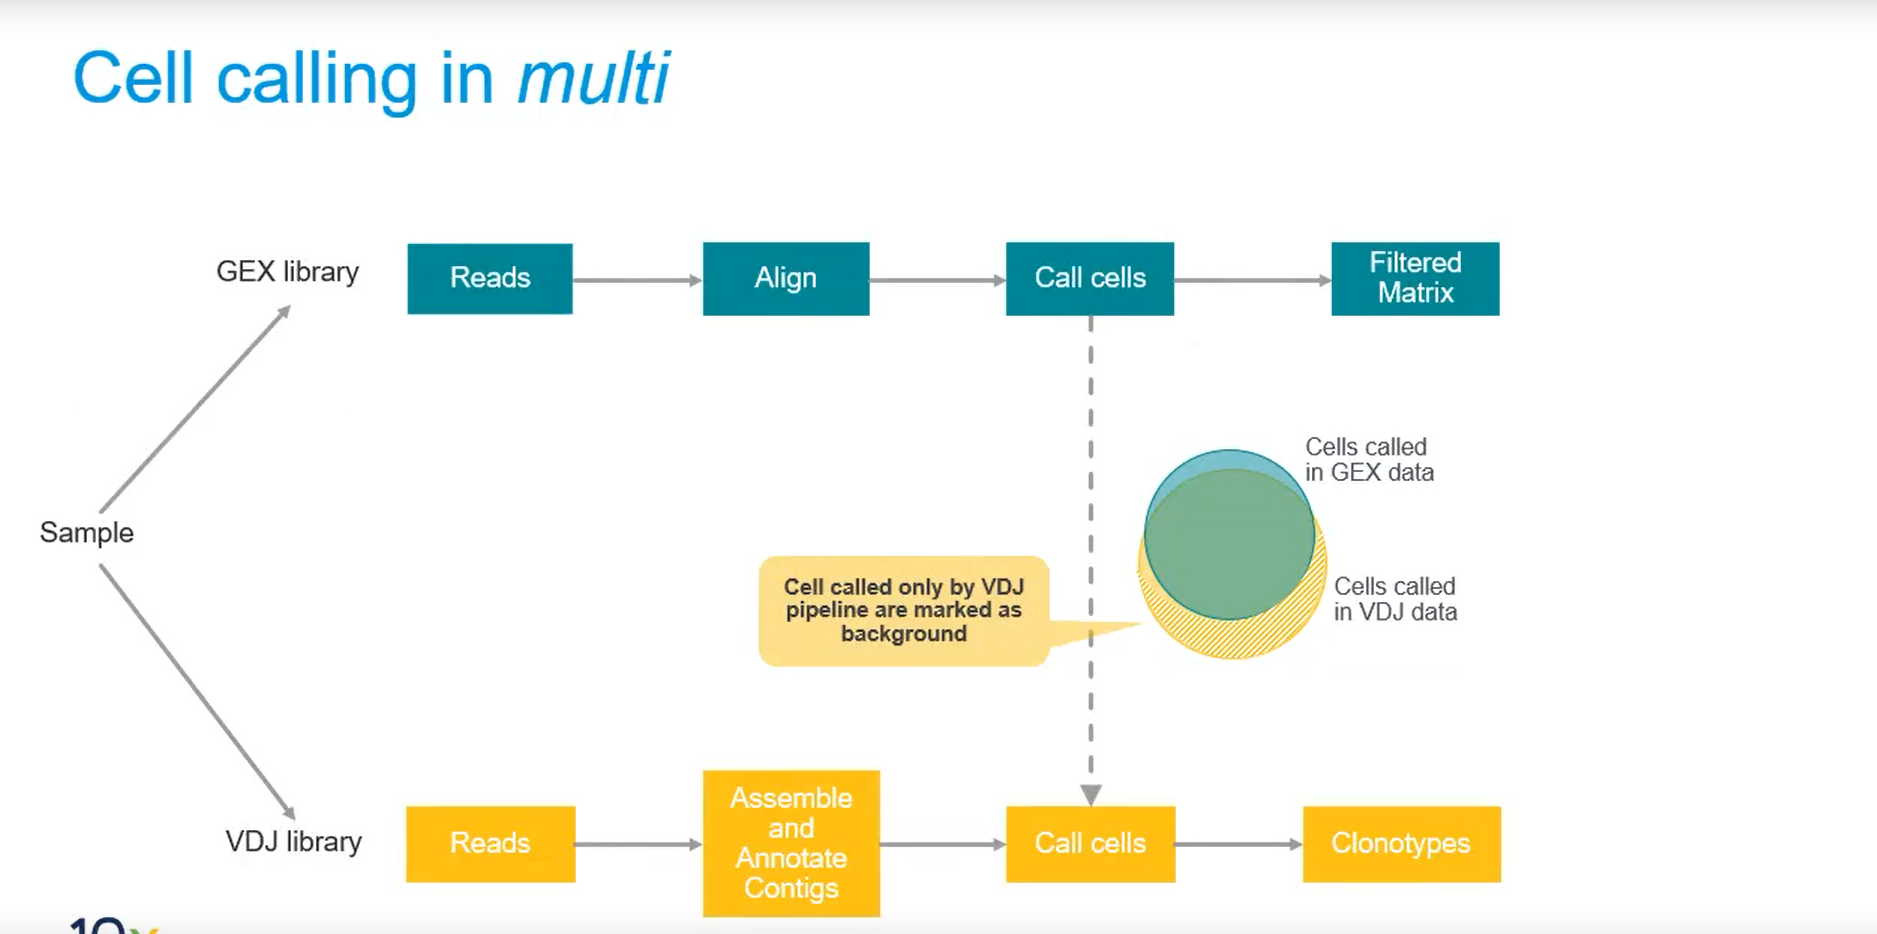 Cell calling in multi
GEX library
Reads
Align
Call cells
Filtered
Matrix
Cells called
in GEX data
Sample
Cell called only by VDJ
pipeline are marked as
background
Cells called
in VDJ data
VDJ library
Reads
Assemble
and
Annotate
Contigs
Call cells
Clonotypes
10x